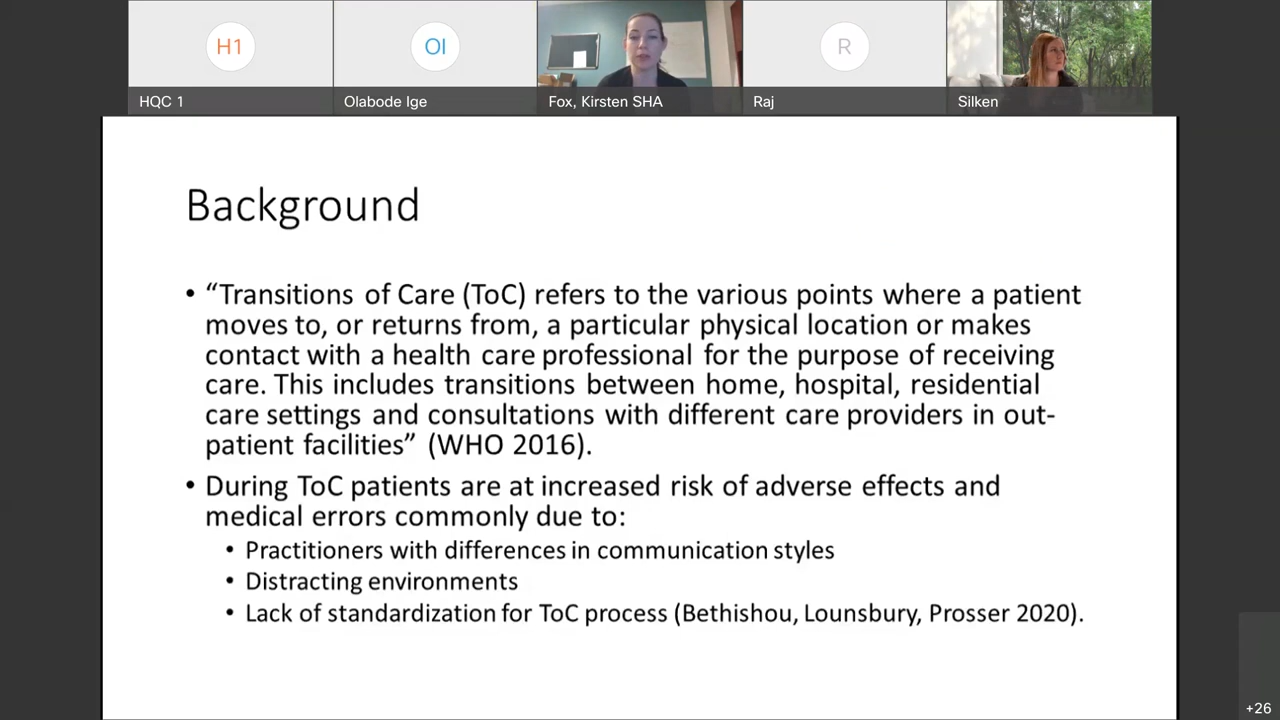 H1
OI
R
HQC 1
Olabode Ige
Fox, Kirsten SHA
Raj
Silken
Background
• “Transitions of Care (ToC) refers to the various points where a patient
moves to, or returns from, a particular physical location or makes
contact with a health care professional for the purpose of receiving
care. This includes transitions between home, hospital, residential
care settings and consultations with different care providers in out-
patient facilities” (WHO 2016).
• During ToC patients are at increased risk of adverse effects and
medical errors commonly due to:
• Practitioners with differences in communication styles
• Distracting environments
• Lack of standardization for ToC process (Bethishou, Lounsbury, Prosser 2020).
+26